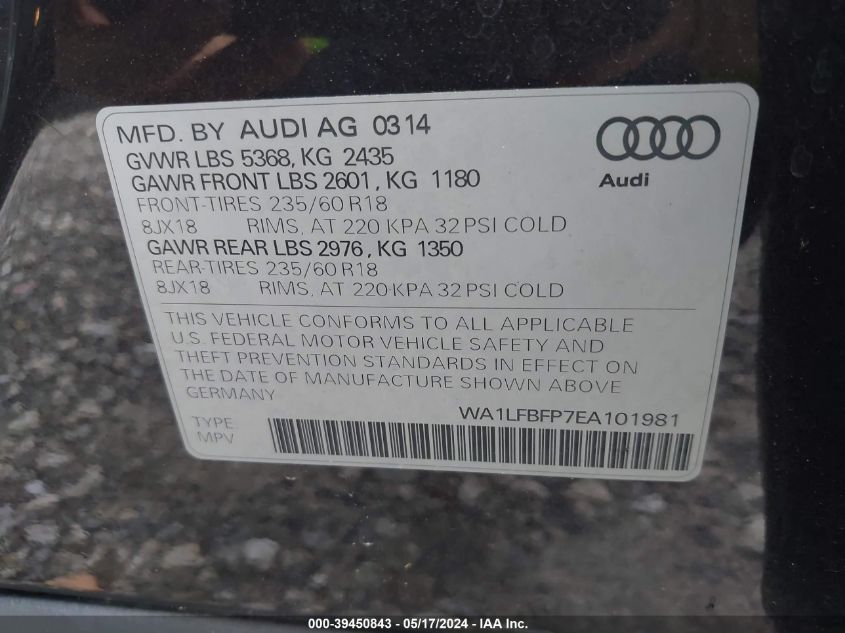 MFD. BY AUDI AG 0314
GVWR LBS 5368, KG 2435
GAWR FRONT LBS 2601, KG 1180
FRONT-TIRES 235/60 R18
8JX18 RIMS, AT 220 KPA 32 PSI COLD
GAWR REAR LBS 2976, KG 1350
REAR-TIRES 235/60 R18
8JX18 RIMS, AT 220 KPA 32 PSI COLD
Audi
THIS VEHICLE CONFORMS TO ALL APPLICABLE
U.S. FEDERAL MOTOR VEHICLE SAFETY AND
THEFT PREVENTION STANDARDS IN EFFECT ON
THE DATE OF MANUFACTURE SHOWN ABOVE
GERMANY
WA1LFBFP7EA101981
TYPE
MPV
000-39450843 - 05/17/2024 - WA - IAA Inc.